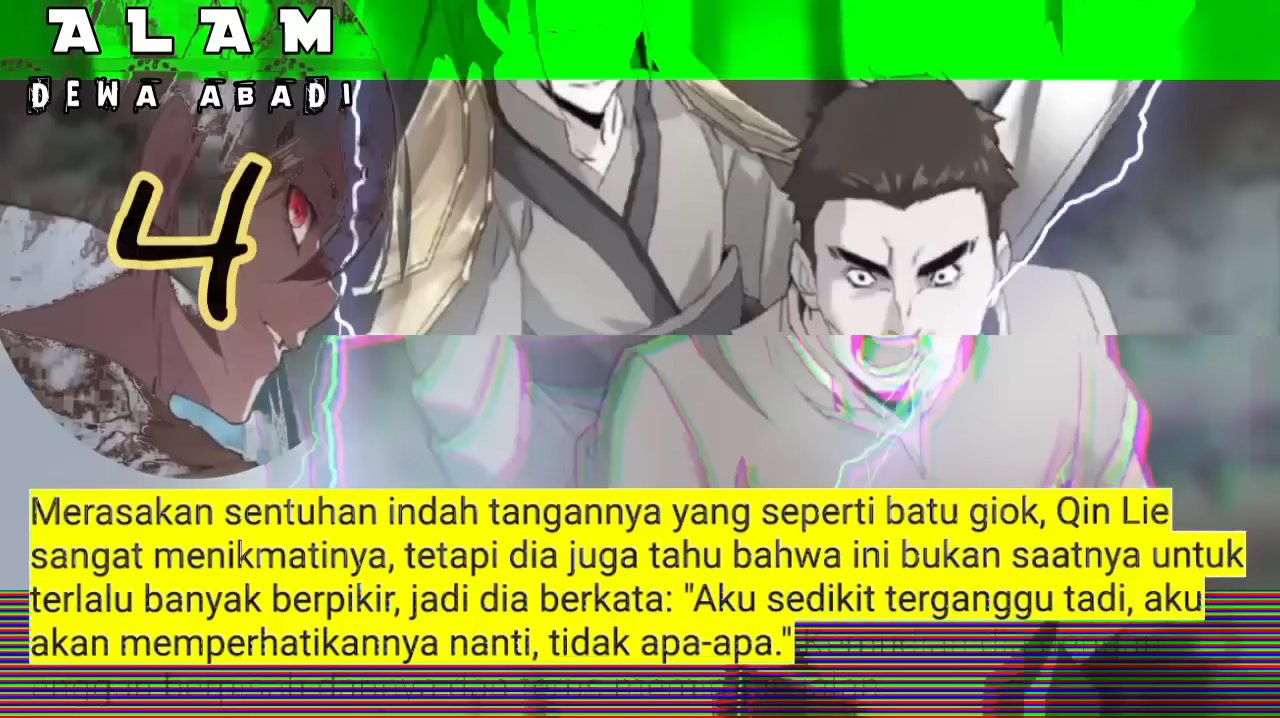 ALAM
DEWA ABADI
4
Merasakan sentuhan indah tangannya yang seperti batu giok, Qin Lie
sangat menikmatinya, tetapi dia juga tahu bahwa ini bukan saatnya untuk
terlalu banyak berpikir, jadi dia berkata: "Aku sedikit terganggu tadi, aku
akan memperhatikannya nanti, tidak apa-apa."